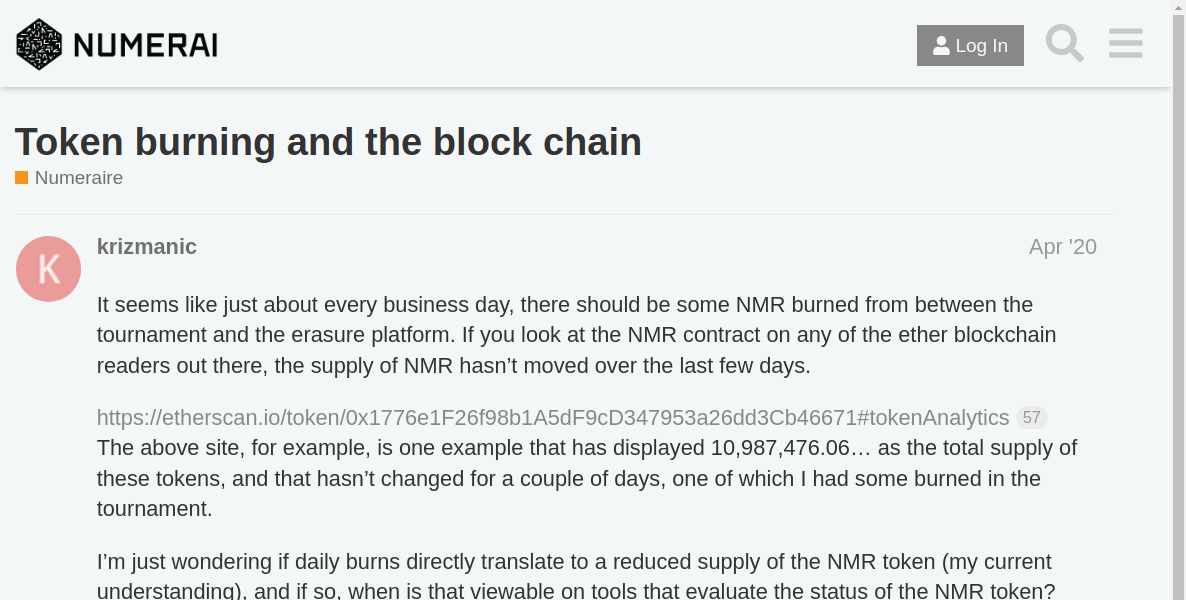 NUMERAI
Log In
Token burning and the block chain
Numeraire
K
krizmanic
Apr '20
It seems like just about every business day, there should be some NMR burned from between the
tournament and the erasure platform. If you look at the NMR contract on any of the ether blockchain
readers out there, the supply of NMR hasn’t moved over the last few days.
https://etherscan.io/token/0x1776e1F26f98b1A5dF9cD347953a26dd3Cb46671#tokenAnalytics 57
The above site, for example, is one example that has displayed 10,987,476.06… as the total supply of
these tokens, and that hasn’t changed for a couple of days, one of which I had some burned in the
tournament.
I’m just wondering if daily burns directly translate to a reduced supply of the NMR token (my current
understanding), and if so, when is that viewable on tools that evaluate the status of the NMR token?